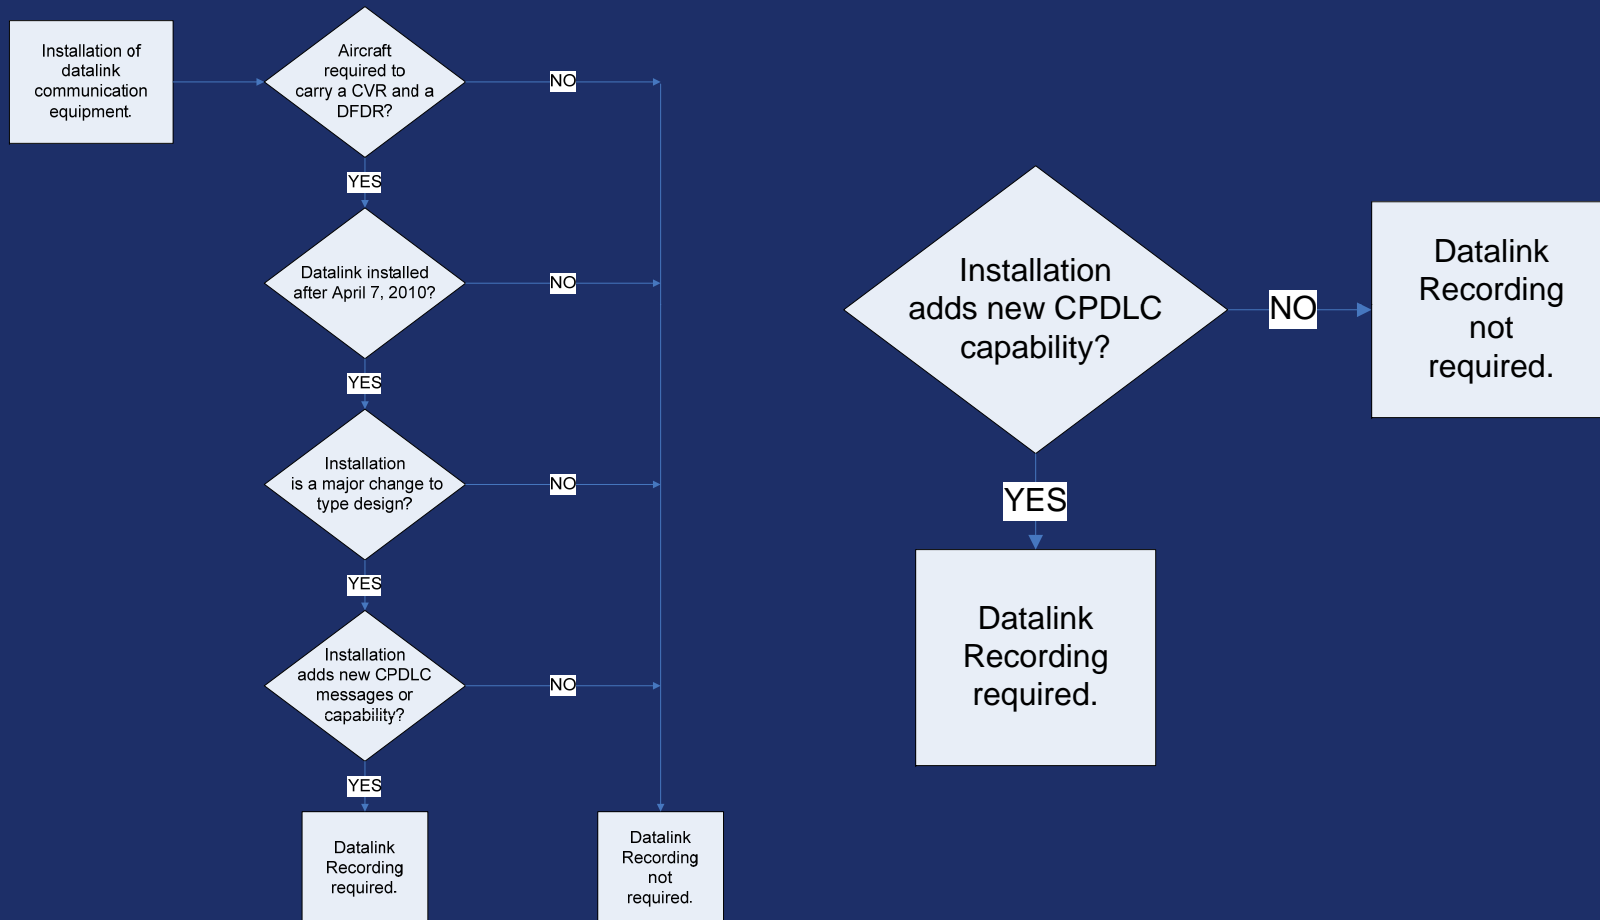 Installation of
datalink
communication
equipment.
Aircraft
required to
carry a CVR and a
DFDR?
NO
YES
Datalink installed
after April 7, 2010?
NO
YES
Installation
is a major change to
type design?
NO
YES
Installation
adds new CPDLC
messages or
capability?
NO
YES
Datalink
Recording
required.
Datalink
Recording
not
required.
Installation
adds new CPDLC
capability?
NO
Datalink
Recording
not
required.
YES
Datalink
Recording
required.